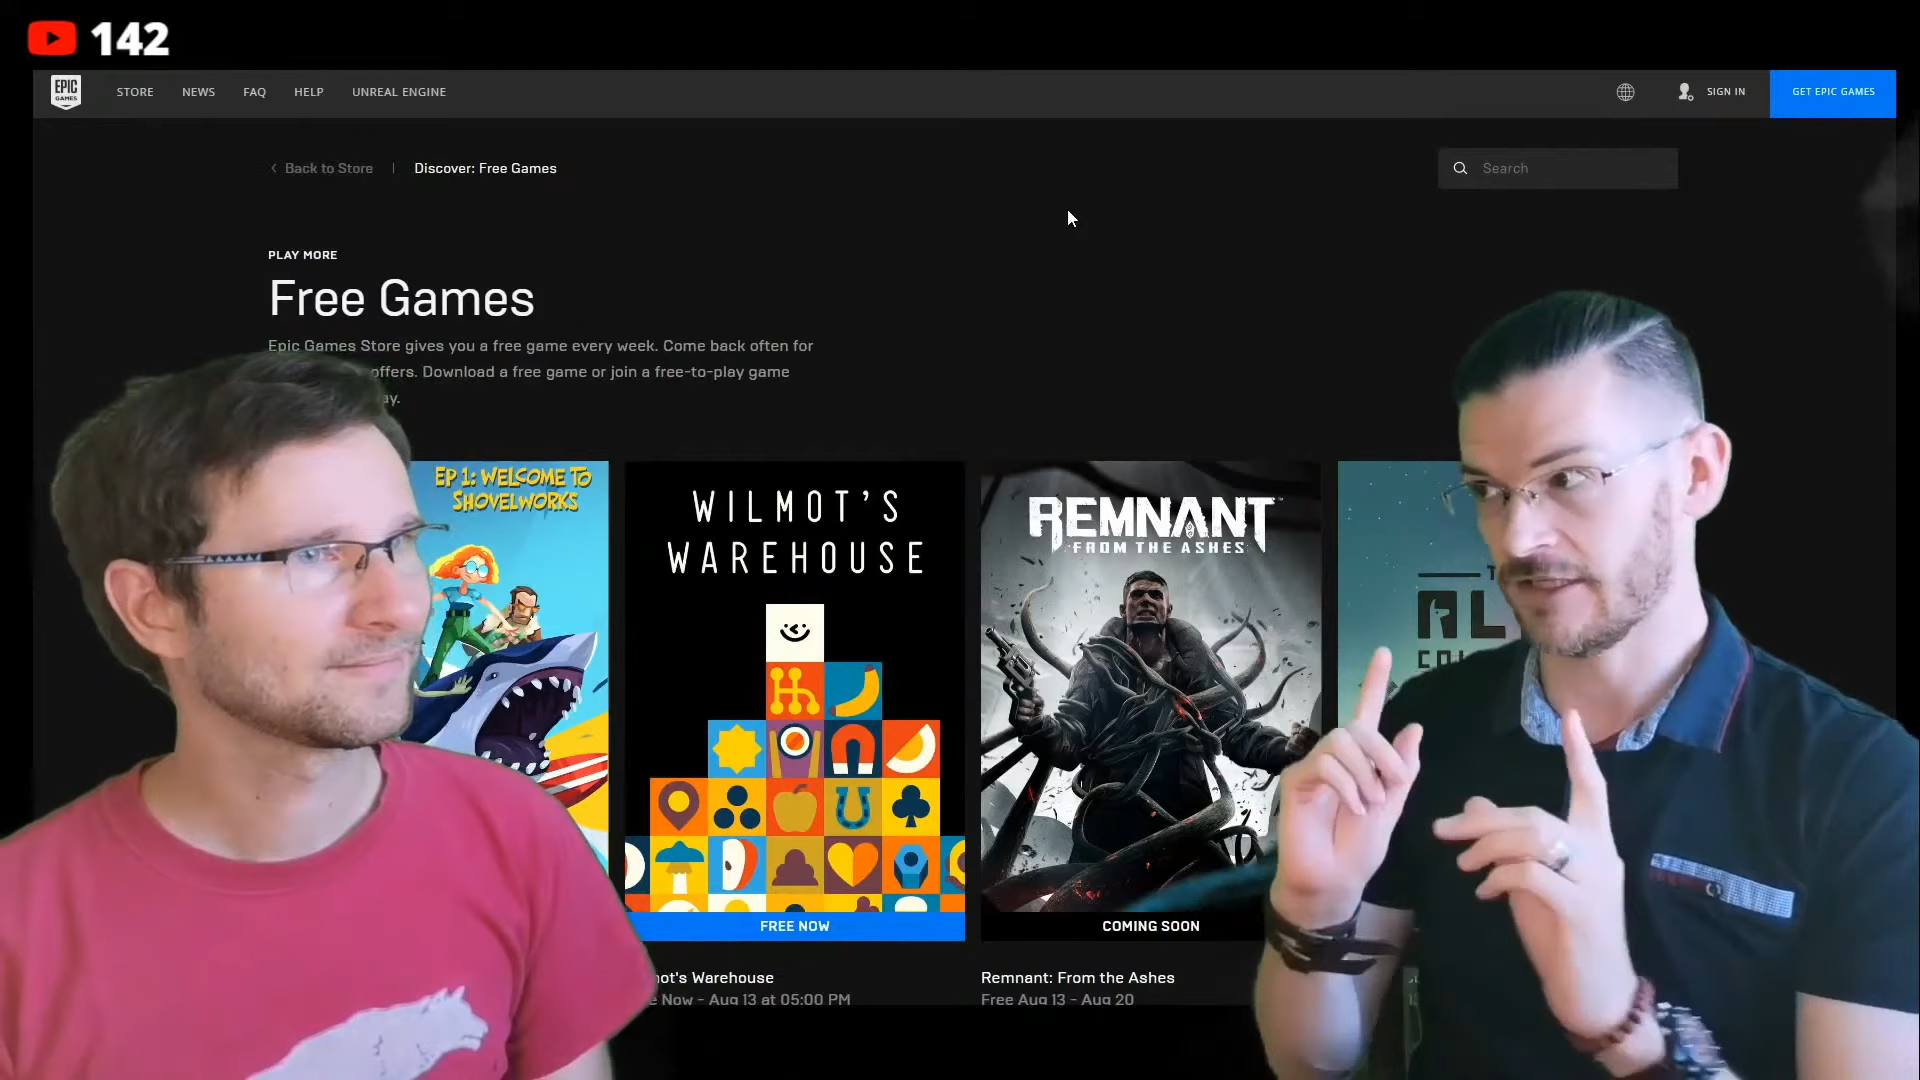 142
EPIC
GAMES
STORE
NEWS
FAQ
HELP
UNREAL ENGINE
SIGN IN
GET EPIC GAMES
Back to Store
Discover: Free Games
Search
PLAY MORE
Free Games
Epic Games Store gives you a free game every week. Come back often for
offers. Download a free game or join a free-to-play game
ay.
EP 1: WELCOME TO
SHOVELWORKS
WILMOT'S
WAREHOUSE
REMNANT
FROM THE ASHES
AL
FREE NOW
COMING SOON
ot's Warehouse
e Now - Aug 13 at 05:00 PM
Remnant: From the Ashes
Free Aug 13 - Aug 20